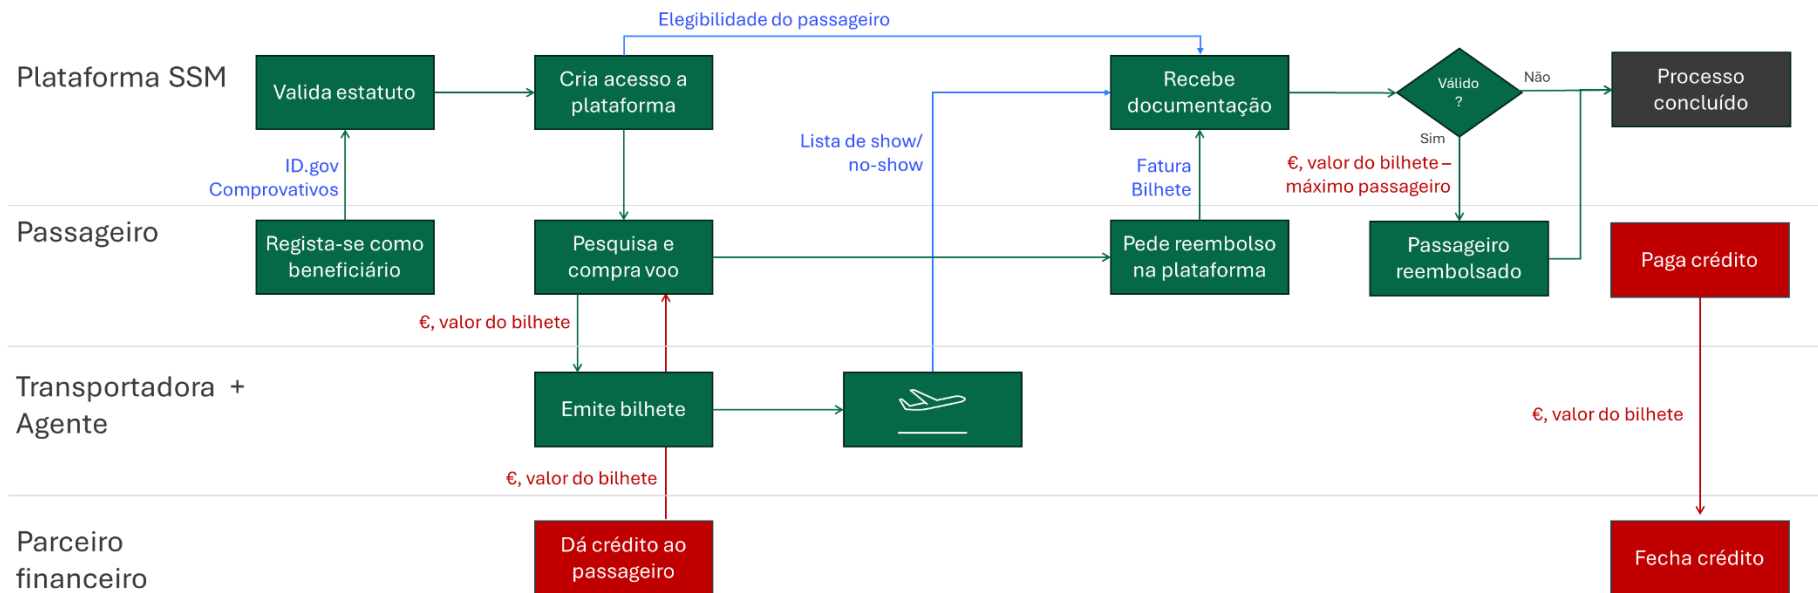 Elegibilidade do passageiro
Plataforma SSM
Valida estatuto
Cria acesso a
plataforma
Recebe
documentação
Válido
?
Não
Processo
concluído
Sim
ID.gov
Comprovativos
Lista de show/
no-show
Fatura
Bilhete
€, valor do bilhete –
máximo passageiro
Passageiro
Regista-se como
beneficiário
Pesquisa e
compra voo
Pede reembolso
na plataforma
Passageiro
reembolsado
Paga crédito
€, valor do bilhete
Transportadora +
Agente
Emite bilhete
€, valor do bilhete
€, valor do bilhete
Parceiro
financeiro
Dá crédito ao
passageiro
Fecha crédito